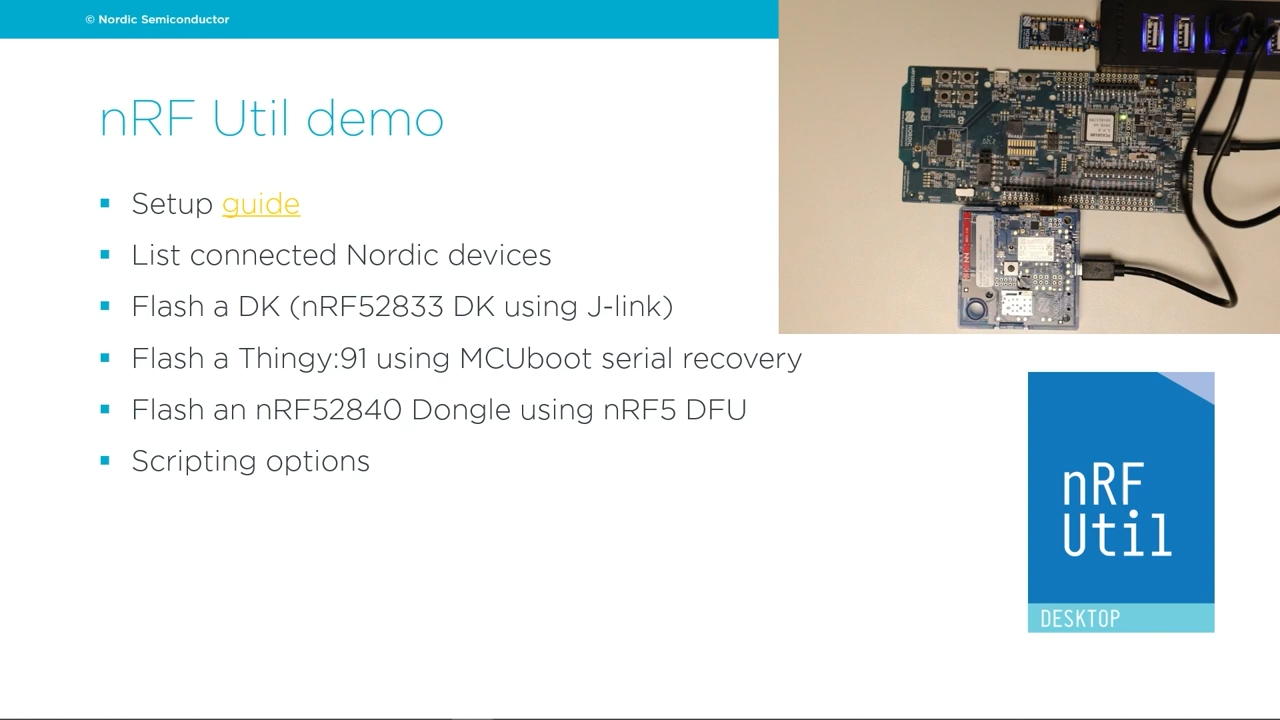 © Nordic Semiconductor
nRF Util demo
Setup guide
List connected Nordic devices
Flash a DK (nRF52833 DK using J-link)
Flash a Thingy:91 using MCUboot serial recovery
Flash an nRF52840 Dongle using nRF5 DFU
Scripting options
nRF
Util
DESKTOP